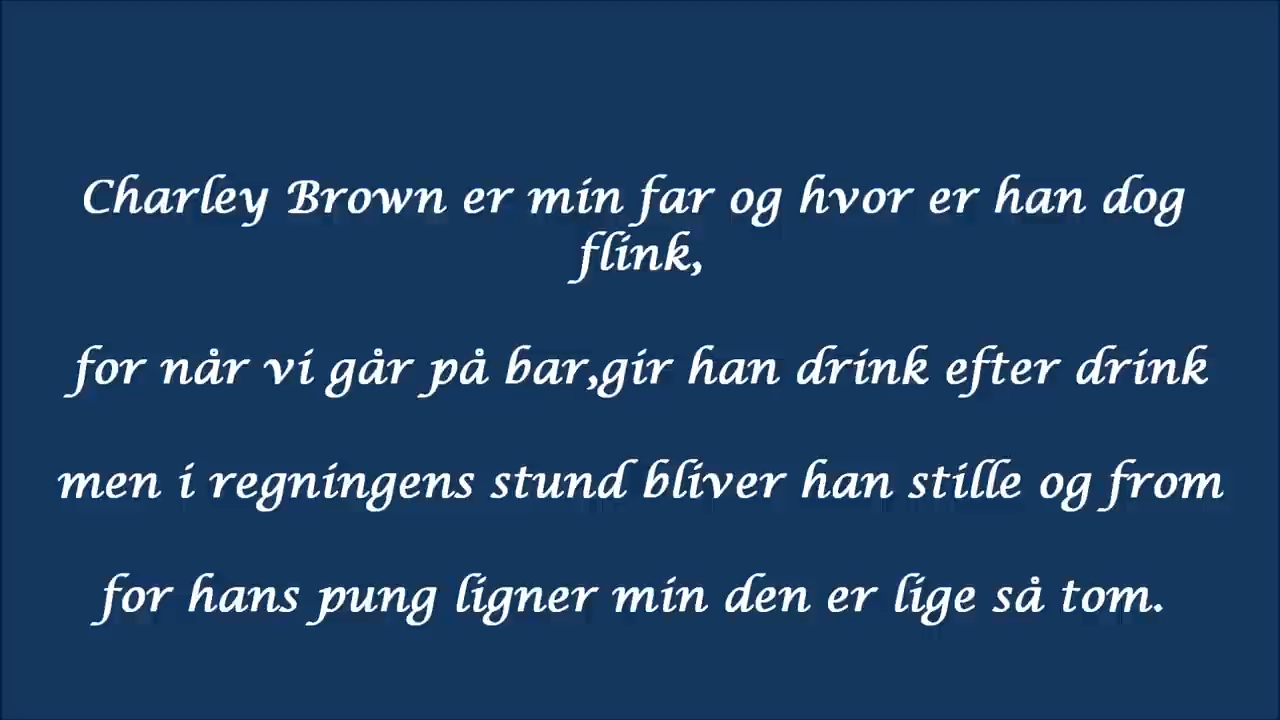 Charley Brown er min far og hvor er han dog
flink,
for når vi går på bar,gir han drink efter drink
men i regningens stund bliver han stille og from
for hans pung ligner min den er lige så tom.